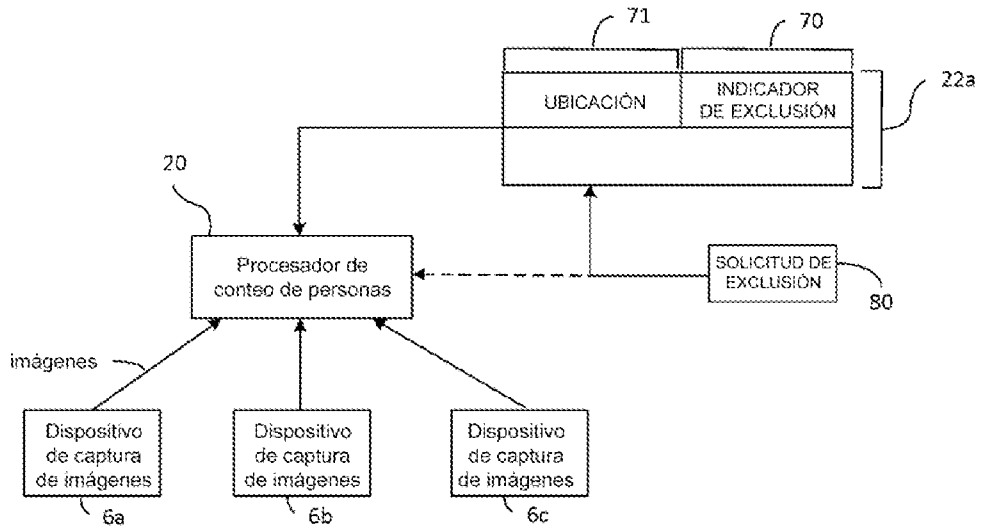 71
70
UBICACIÓN
INDICADOR
DE EXCLUSIÓN
22a
20
Procesador de
conteo de personas
SOLICITUD DE
EXCLUSIÓN
80
imágenes
Dispositivo
de captura
de imágenes
Dispositivo
de captura
de imágenes
Dispositivo
de captura
de imágenes
6a
6b
6c